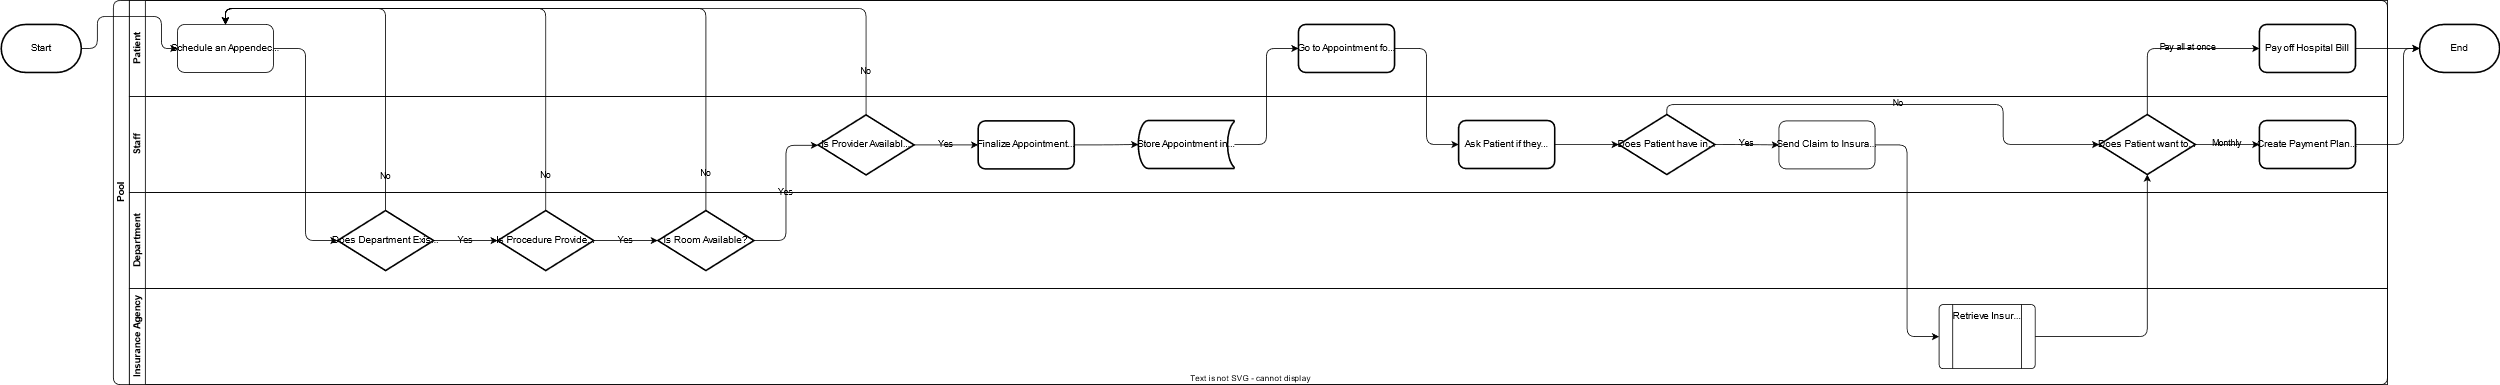 Start
Pool
Patient
Staff
Department
Insurance Agency
Schedule an Appendec...
No
No
No
No
Does Department Exis...
Yes
Is Procedure Provide...
Yes
Is Room Available?
Yes
Is Provider Availabl...
Yes
Finalize Appointment...
Store Appointment in...
Go to Appointment fo...
Ask Patient if they...
Does Patient have in...
No
Yes
Send Claim to Insura...
Retrieve Insur...
Does Patient want to...
Pay all at once
Pay off Hospital Bill
Monthly
Create Payment Plan...
End
Text is not SVG - cannot display